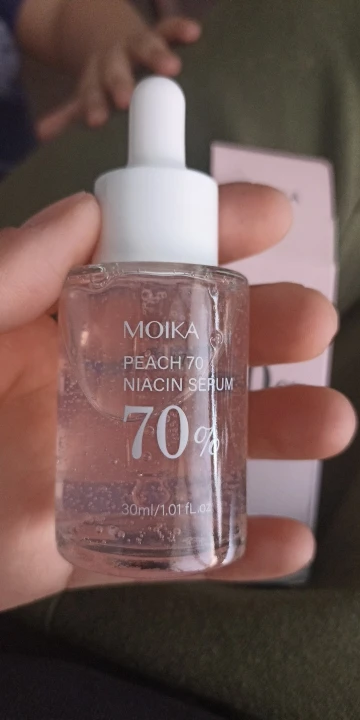 MOIKA
PEACH 70
NIACIN SERUM
70%
30ml/1.01 fl.oz